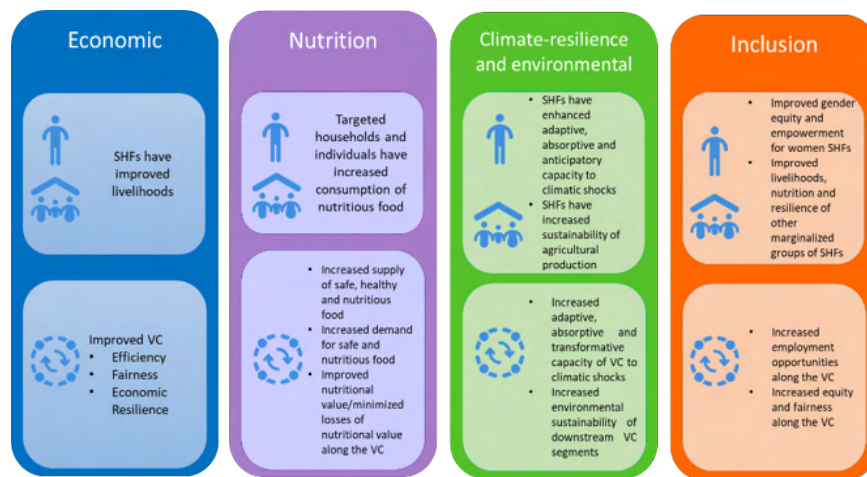 Economic
SHFs have
improved
livelihoods
Improved VC
• Efficiency
• Fairness
• Economic
Resilience
Nutrition
Targeted
households and
individuals have
increased
consumption of
nutritious food
• Increased supply
of safe, healthy
and nutritious
food
• Increased demand
for safe and
nutritious food
• Improved
nutritional
value/minimized
losses of
nutritional value
along the VC
Climate-resilience
and environmental
• SHFs have
enhanced
adaptive,
absorptive and
anticipatory
capacity to
climatic shocks
• SHFs have
increased
sustainability of
agricultural
production
• Increased
adaptive,
absorptive and
transformative
capacity of VC to
climatic shocks
• Increased
environmental
sustainability of
downstream VC
segments
Inclusion
• Improved gender
equity and
empowerment
for women SHFs
• Improved
livelihoods,
nutrition and
resilience of
other
marginalized
groups of SHFs
• Increased
employment
opportunities
along the VC
• Increased equity
and fairness along
the VC